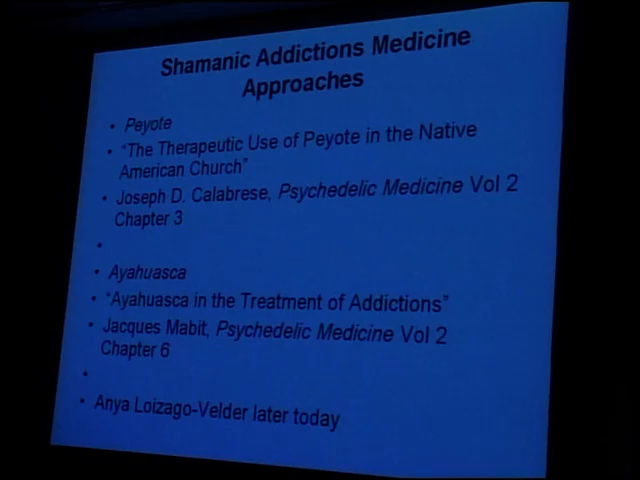 Shamanic Addictions Medicine
Approaches
• Peyote
• "The Therapeutic Use of Peyote in the Native
American Church"
• Joseph D. Calabrese, Psychedelic Medicine Vol 2
Chapter 3
•
• Ayahuasca
• "Ayahuasca in the Treatment of Addictions"
• Jacques Mabit, Psychedelic Medicine Vol 2
Chapter 6
•
• Anya Loizago-Velder later today